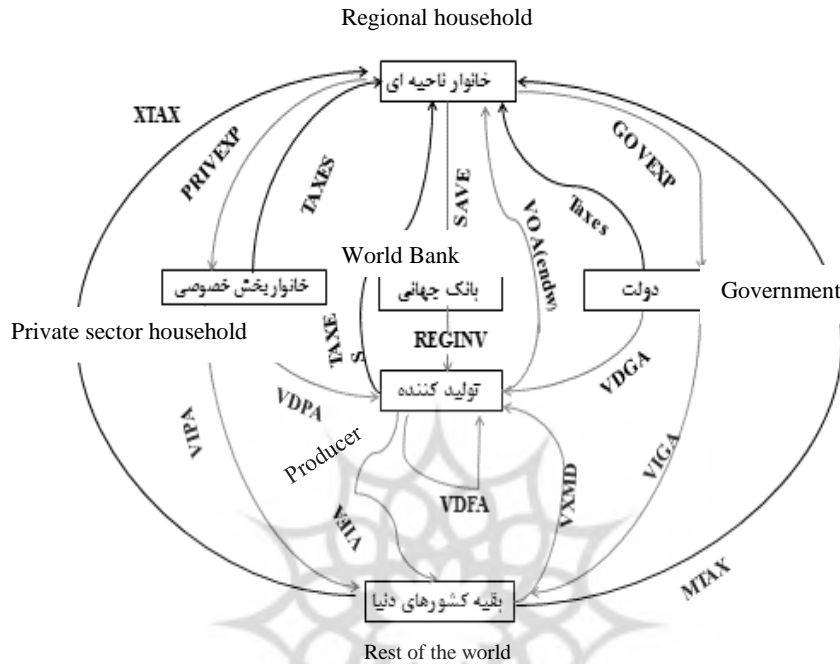 Regional household
خانوار ناحیه ای
XTAX
PRIVEXP
TAXES
SAVE
VOA(endw)
Taxes
GOVEXP
World Bank
خانوار بخش خصوصی
بانک جهانی
دولت
Government
Private sector household
TAXE
S
REGINV
VDGA
تولید کننده
VDPA
Producer
VIPA
VIFA
VDFA
VXMD
VIGA
MTAX
بقیه کشورهای دنیا
Rest of the world